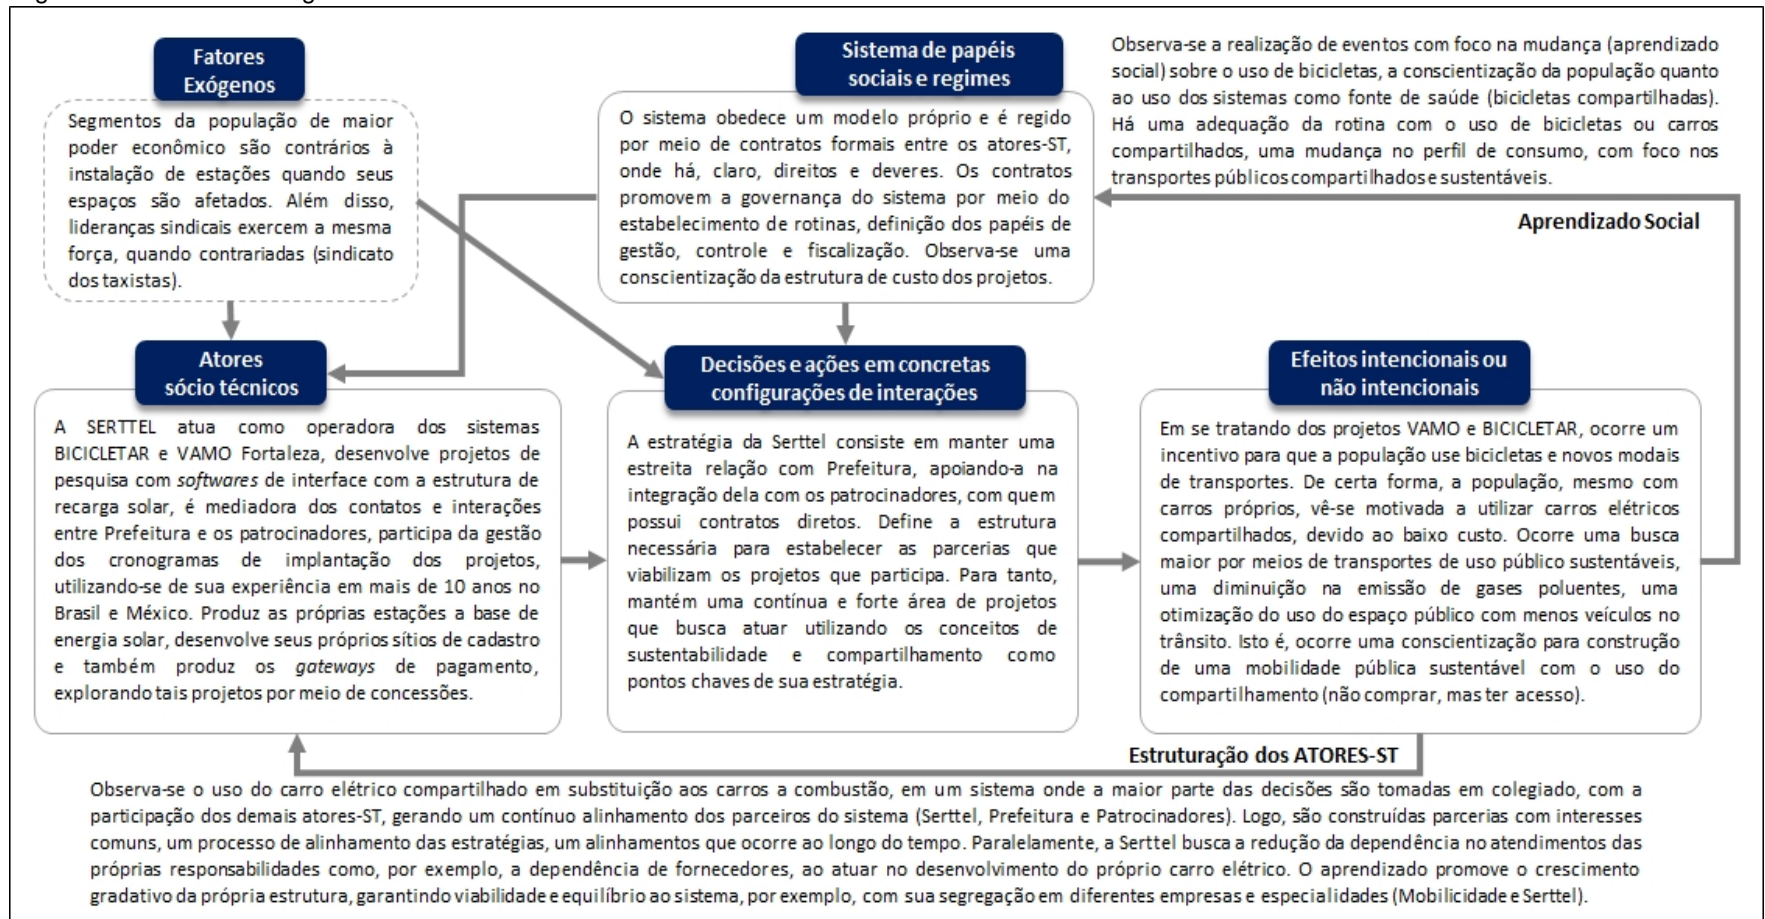 Fatores
Exógenos
Segmentos da população de maior
poder econômico são contrários à
instalação de estações quando seus
espaços são afetados. Além disso,
lideranças sindicais exercem a mesma
força, quando contrariadas (sindicato
dos taxistas).
Sistema de papéis
sociais e regimes
O sistema obedece um modelo próprio e é regido
por meio de contratos formais entre os atores-ST,
onde há, claro, direitos e deveres. Os contratos
promovem a governança do sistema por meio do
estabelecimento de rotinas, definição dos papéis de
gestão, controle e fiscalização. Observa-se uma
conscientização da estrutura de custo dos projetos.
Observa-se a realização de eventos com foco na mudança (aprendizado
social) sobre o uso de bicicletas, a conscientização da população quanto
ao uso dos sistemas como fonte de saúde (bicicletas compartilhadas).
Há uma adequação da rotina com o uso de bicicletas ou carros
compartilhados, uma mudança no perfil de consumo, com foco nos
transportes públicos compartilhados e sustentáveis.
Aprendizado Social
Atores
sócio técnicos
A SERTTEL atua como operadora dos sistemas
BICICLETAR e VAMO Fortaleza, desenvolve projetos de
pesquisa com softwares de interface com a estrutura de
recarga solar, é mediadora dos contatos e interações
entre Prefeitura e os patrocinadores, participa da gestão
dos cronogramas de implantação dos projetos,
utilizando-se de sua experiência em mais de 10 anos no
Brasil e México. Produz as próprias estações a base de
energia solar, desenvolve seus próprios sítios de cadastro
e também produz os gateways de pagamento,
explorando tais projetos por meio de concessões.
Decisões e ações em concretas
configurações de interações
A estratégia da Serttel consiste em manter uma
estreita relação com Prefeitura, apoiando-a na
integração dela com os patrocinadores, com quem
possui contratos diretos. Define a estrutura
necessária para estabelecer as parcerias que
viabilizam os projetos que participa. Para tanto,
mantém uma contínua e forte área de projetos
que busca atuar utilizando os conceitos de
sustentabilidade e compartilhamento como
pontos chaves de sua estratégia.
Efeitos intencionais ou
não intencionais
Em se tratando dos projetos VAMO e BICICLETAR, ocorre um
incentivo para que a população use bicicletas e novos modais
de transportes. De certa forma, a população, mesmo com
carros próprios, vê-se motivada a utilizar carros elétricos
compartilhados, devido ao baixo custo. Ocorre uma busca
maior por meios de transportes de uso público sustentáveis,
uma diminuição na emissão de gases poluentes, uma
otimização do uso do espaço público com menos veículos no
trânsito. Isto é, ocorre uma conscientização para construção
de uma mobilidade pública sustentável com o uso do
compartilhamento (não comprar, mas ter acesso).
Estruturação dos ATORES-ST
Observa-se o uso do carro elétrico compartilhado em substituição aos carros a combustão, em um sistema onde a maior parte das decisões são tomadas em colegiado, com a
participação dos demais atores-ST, gerando um contínuo alinhamento dos parceiros do sistema (Serttel, Prefeitura e Patrocinadores). Logo, são construídas parcerias com interesses
comuns, um processo de alinhamento das estratégias, um alinhamentos que ocorre ao longo do tempo. Paralelamente, a Serttel busca a redução da dependência no atendimentos das
próprias responsabilidades como, por exemplo, a dependência de fornecedores, ao atuar no desenvolvimento do próprio carro elétrico. O aprendizado promove o crescimento
gradativo da própria estrutura, garantindo viabilidade e equilíbrio ao sistema, por exemplo, com sua segregação em diferentes empresas e especialidades (Mobilicidade e Serttel).